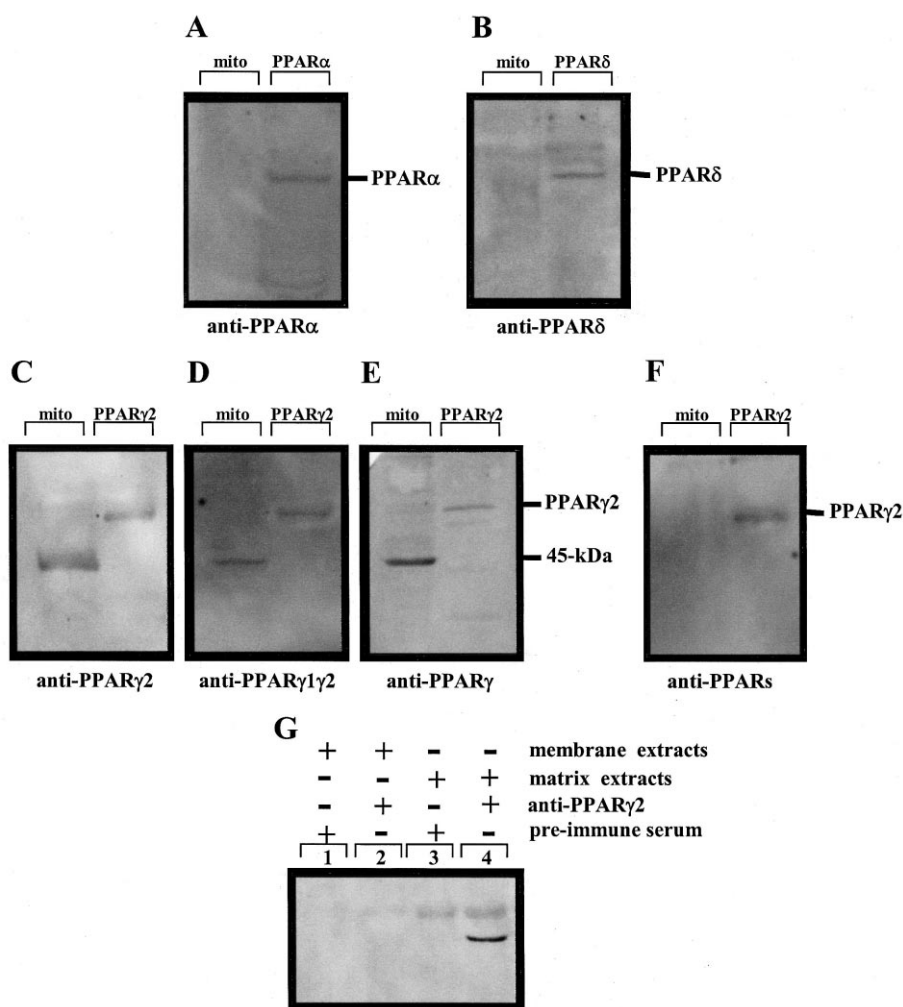 A B
mito PPARα mito PPARδ
PPARα PPARδ
anti-PPARα anti-PPARδ
C D E F
mito PPARγ2 mito PPARγ2 mito PPARγ2 mito PPARγ2
PPARγ2 PPARγ2
45-kDa
anti-PPARγ2 anti-PPARγ1γ2 anti-PPARγ anti-PPARs
G
+ + - - membrane extracts
- - + + matrix extracts
- + - + anti-PPARγ2
+ - + - pre-immune serum
1 2 3 4